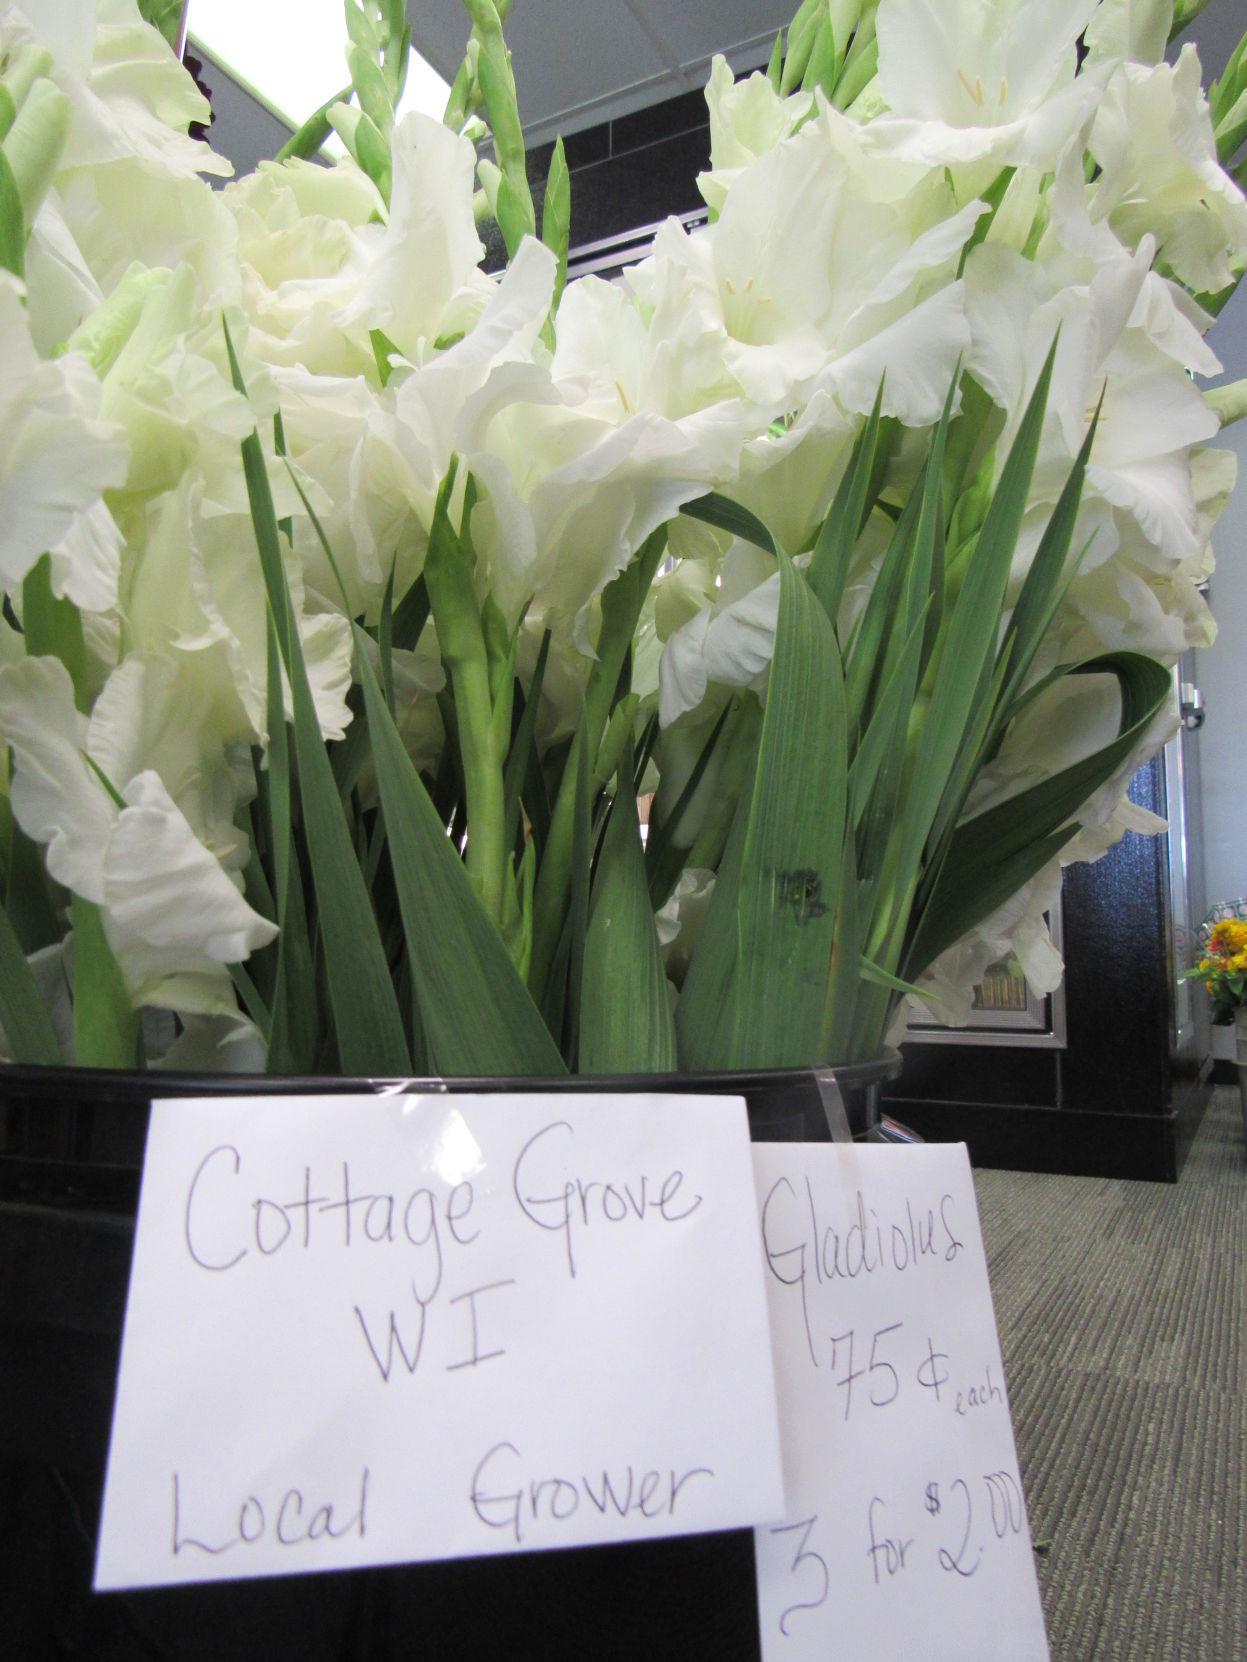 Cottage Grove
WI
Local Grower
Gladiolus
75¢ each
3 for $2.00